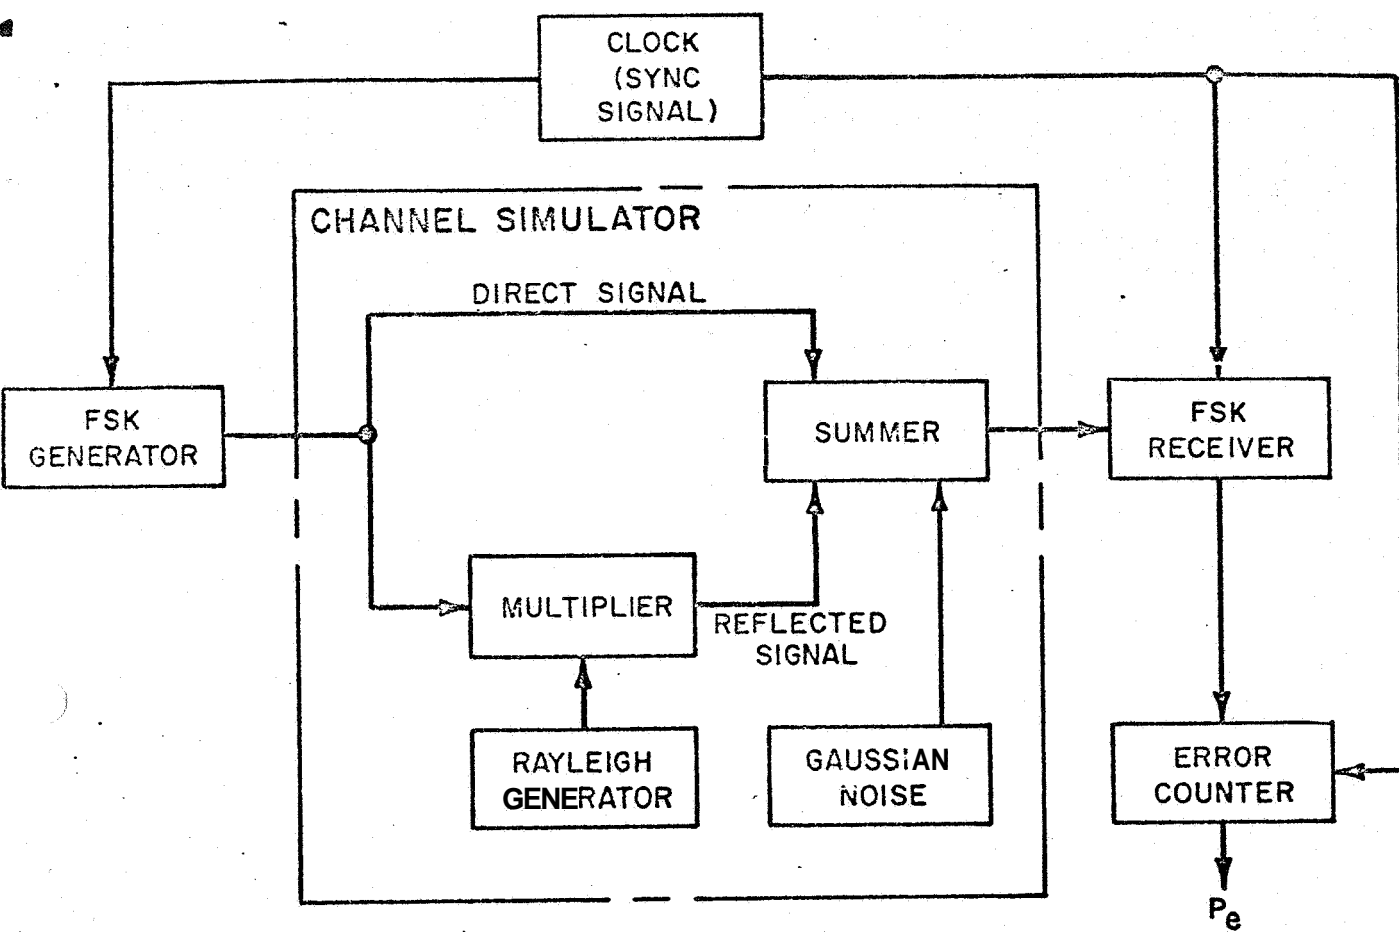 CLOCK
(SYNC
SIGNAL)
CHANNEL SIMULATOR
DIRECT SIGNAL
FSK
GENERATOR
SUMMER
FSK
RECEIVER
MULTIPLIER
REFLECTED
SIGNAL
RAYLEIGH
GENERATOR
GAUSSIAN
NOISE
ERROR
COUNTER
Pe